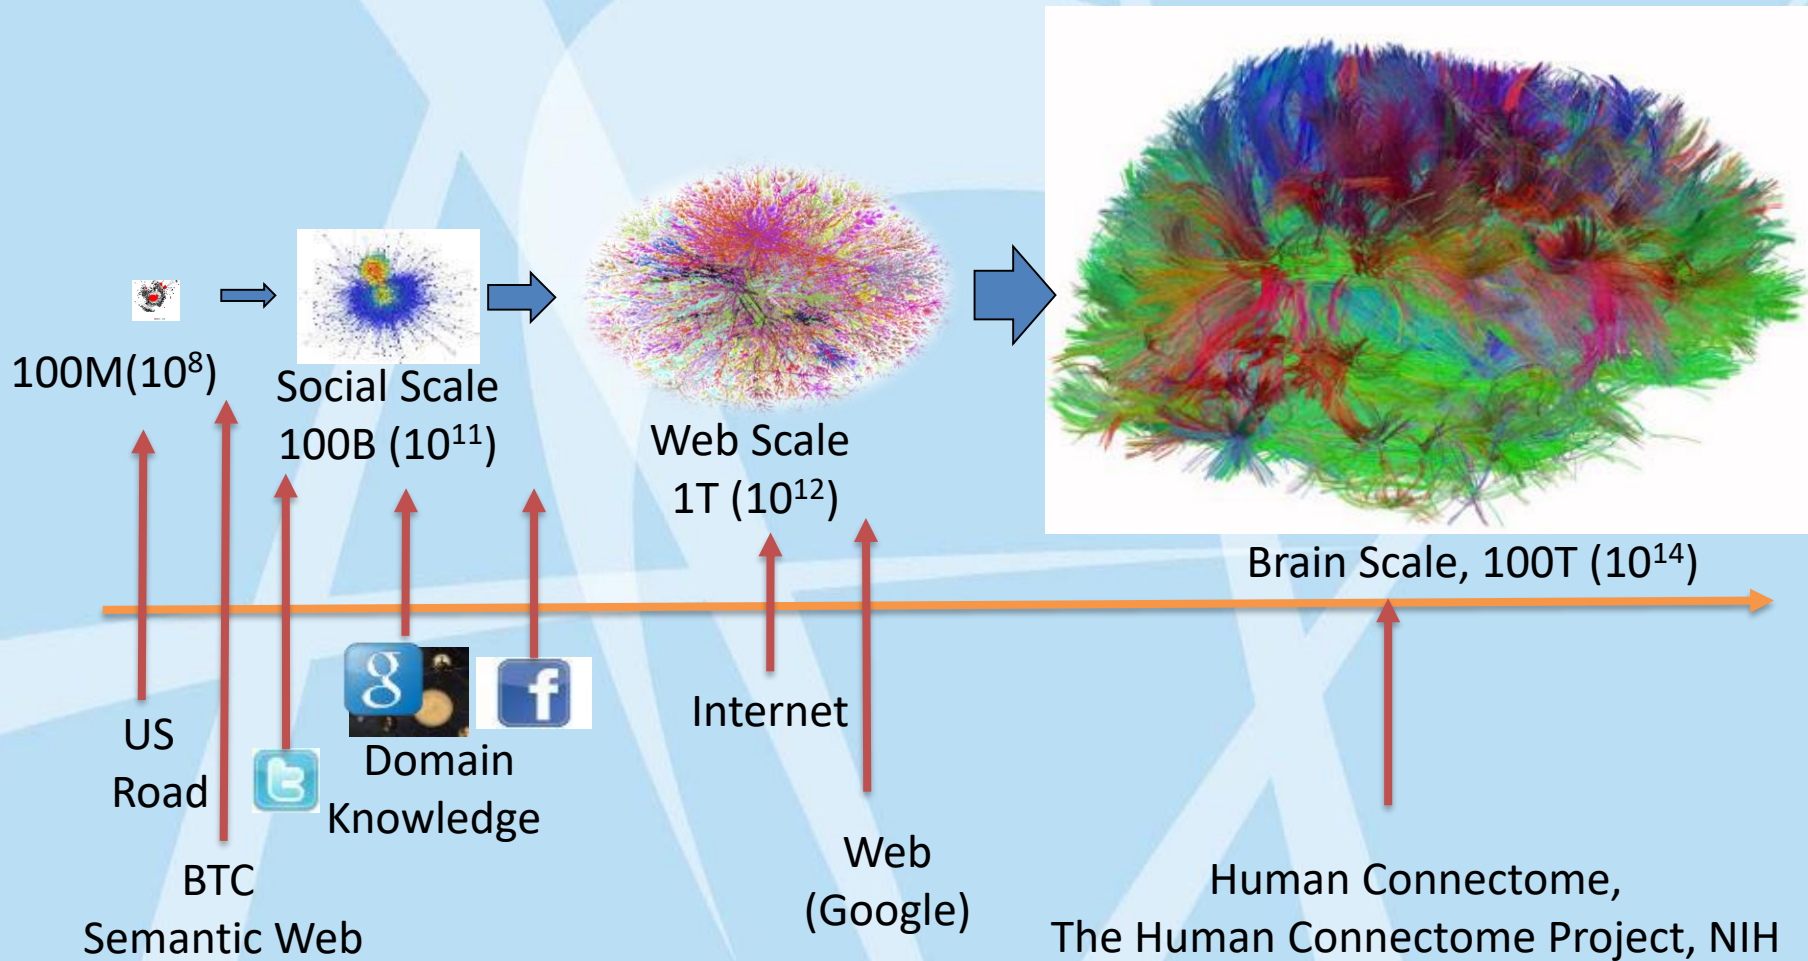 100M(10⁸)
Social Scale
100B (10¹¹)
Web Scale
1T (10¹²)
Brain Scale, 100T (10¹⁴)
US
Road
BTC
Semantic Web
t
g
f
Domain
Knowledge
Internet
Web
(Google)
Human Connectome,
The Human Connectome Project, NIH